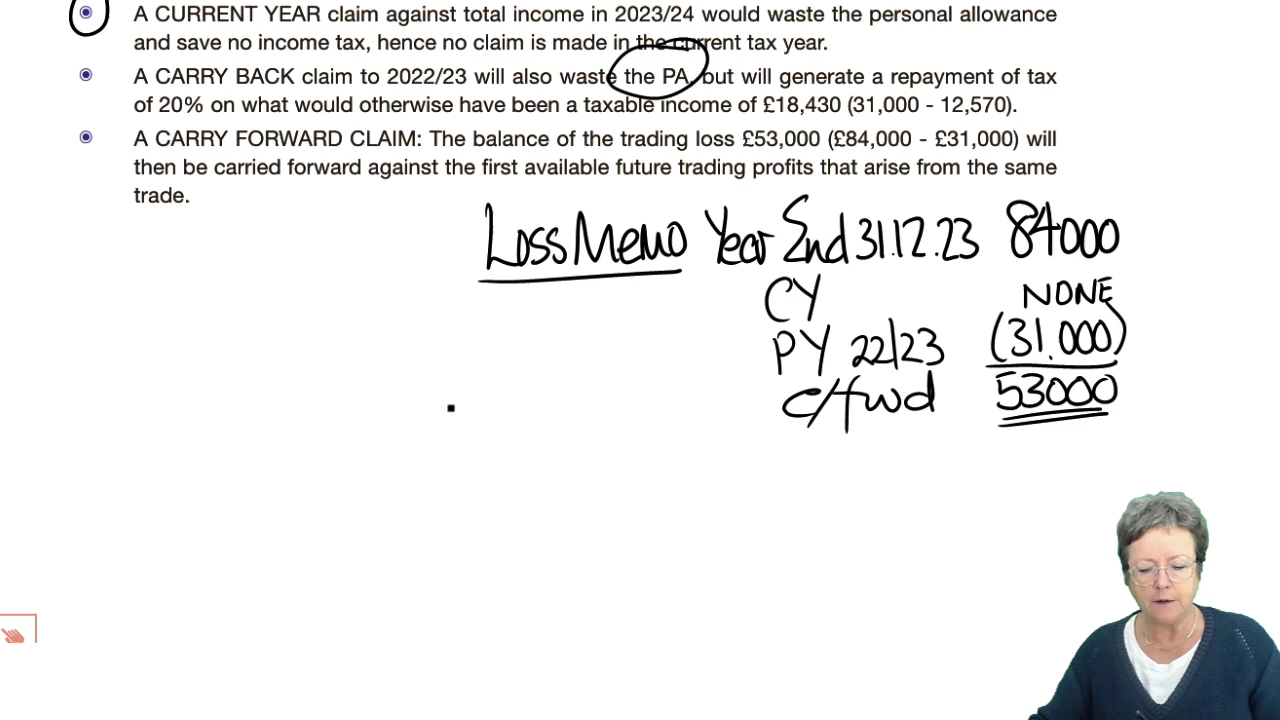 A CURRENT YEAR claim against total income in 2023/24 would waste the personal allowance
and save no income tax, hence no claim is made in the current tax year.
A CARRY BACK claim to 2022/23 will also waste the PA, but will generate a repayment of tax
of 20% on what would otherwise have been a taxable income of £18,430 (31,000 - 12,570).
A CARRY FORWARD CLAIM: The balance of the trading loss £53,000 (£84,000 - £31,000) will
then be carried forward against the first available future trading profits that arise from the same
trade.
Loss Memo Year End 31.12.23 84000
CY NONE
PY 22/23 (31.000)
c/fwd 53000